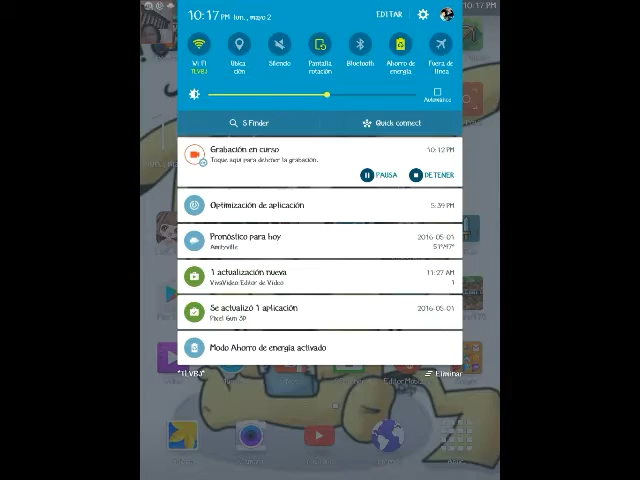 10:17 PM
10:17 PM lun., mayo 2
EDITAR
Wi-Fi
TLVBJ
Ubica
ción
Silencio
Pantalla
rotación
Bluetooth
Ahorro de
energía
Fuera de
línea
Automático
S Finder
Quick connect
Grabación en curso
10:12 PM
Toque aquí para detener la grabación.
PAUSA
DETENER
Optimización de aplicación
5:39 PM
Pronóstico para hoy
2016-05-01
Amityville
1 actualización nueva
11:27 AM
VivaVideo Editor de Vídeo
1
Se actualizó 1 aplicación
2016-05-01
Pixel Gun 3D
Modo Ahorro de energía activado
"TLVBJ"
Eliminar